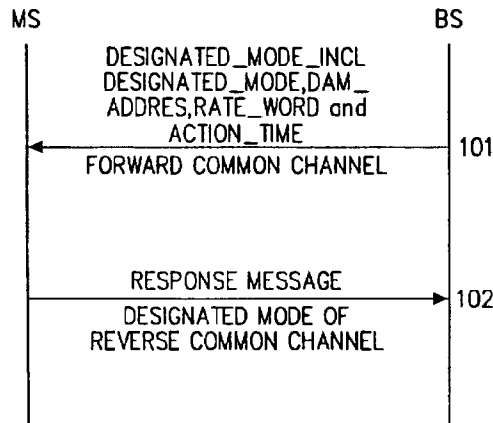 MS
BS
DESIGNATED_MODE_INCL
DESIGNATED_MODE,DAM_
ADDRES,RATE_WORD and
ACTION_TIME
101
FORWARD COMMON CHANNEL
RESPONSE MESSAGE
102
DESIGNATED MODE OF
REVERSE COMMON CHANNEL